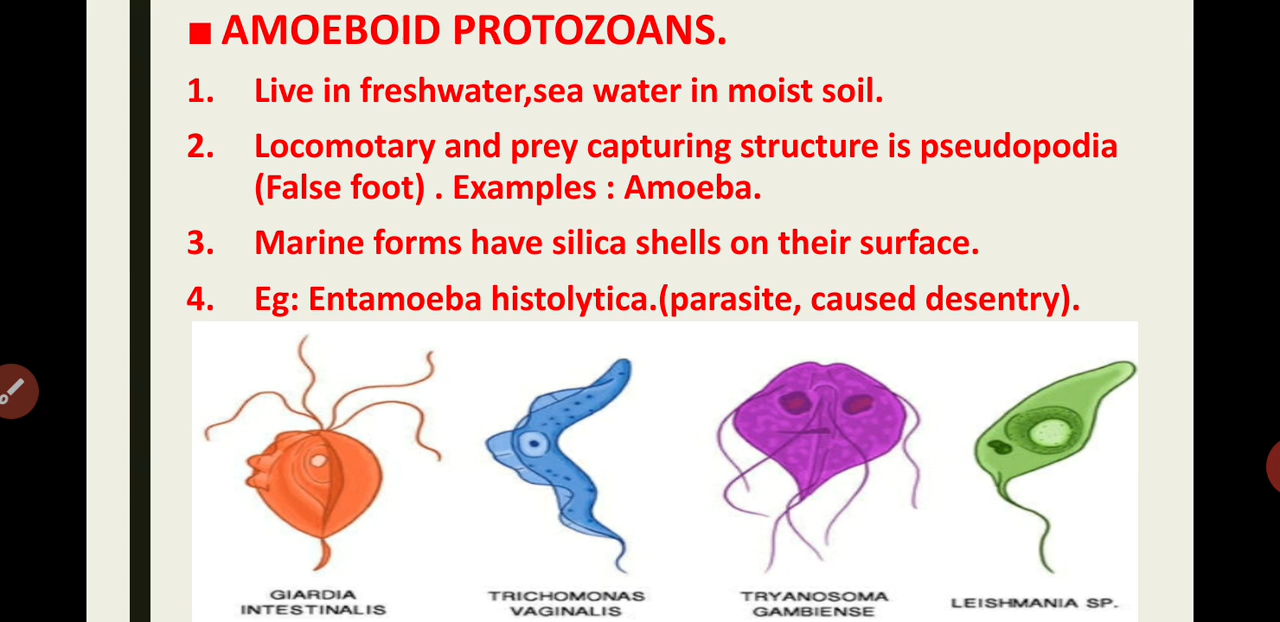 AMOEBOID PROTOZOANS.
1. Live in freshwater,sea water in moist soil.
2. Locomotary and prey capturing structure is pseudopodia
(False foot) . Examples : Amoeba.
3. Marine forms have silica shells on their surface.
4. Eg: Entamoeba histolytica.(parasite, caused desentry).
GIARDIA
INTESTINALIS
TRICHOMONAS
VAGINALIS
TRYANOSOMA
GAMBIENSE
LEISHMANIA SP.